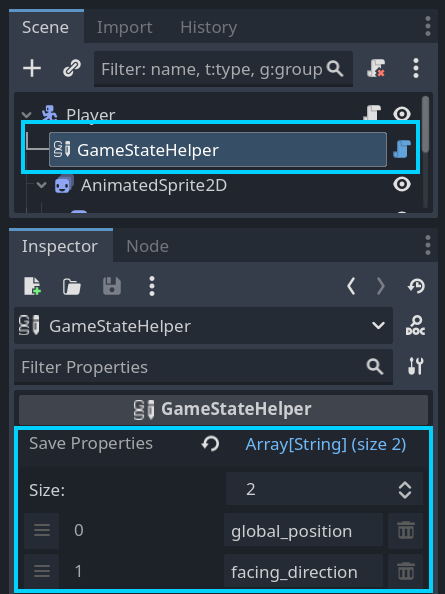 Scene Import History
Filter: name, t:type, g:group
Player
GameStateHelper
AnimatedSprite2D
Inspector Node
GameStateHelper
DOC
Filter Properties
GameStateHelper
Save Properties Array[String] (size 2)
Size: 2
0 global_position
1 facing_direction